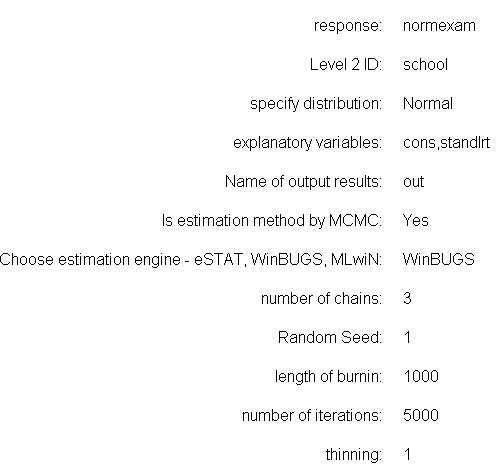 response: normexam
Level 2 ID: school
specify distribution: Normal
explanatory variables: cons,standlrt
Name of output results: out
Is estimation method by MCMC: Yes
Choose estimation engine - eSTAT, WinBUGS, MLwiN: WinBUGS
number of chains: 3
Random Seed: 1
length of burnin: 1000
number of iterations: 5000
thinning: 1